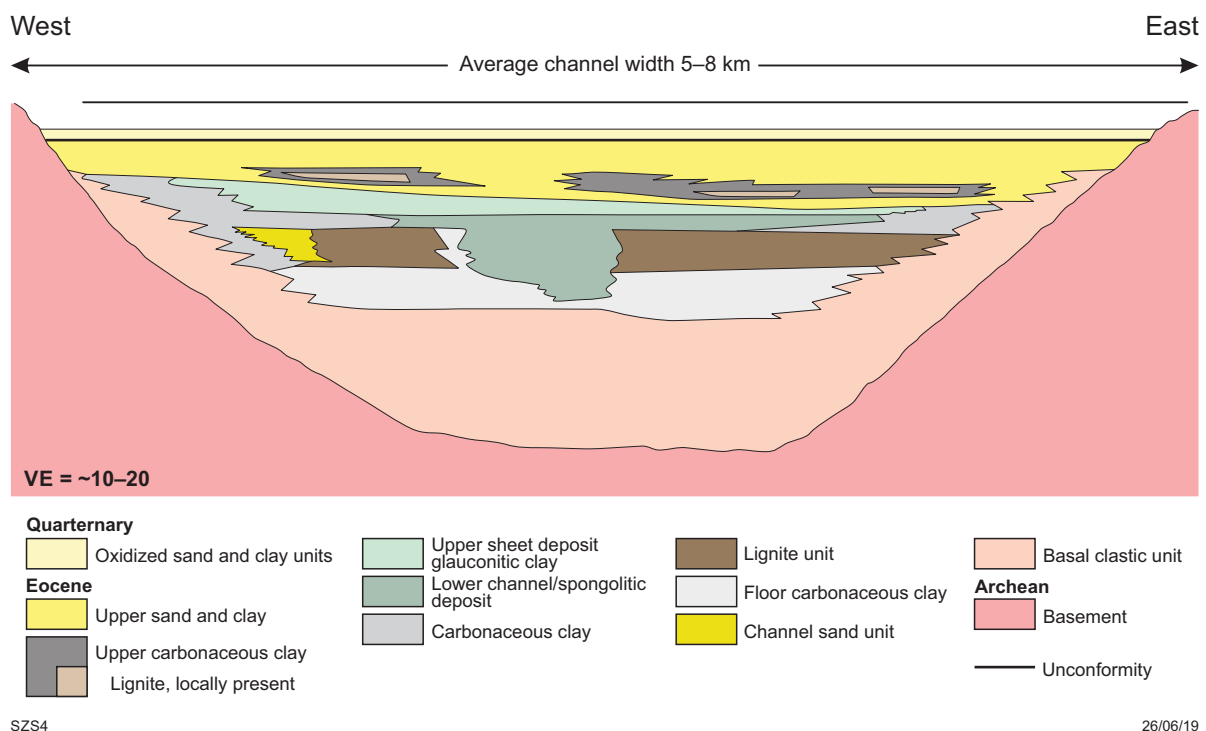 West
East
Average channel width 5–8 km
VE = ~10–20
Quarternary
Oxidized sand and clay units
Eocene
Upper sand and clay
Upper carbonaceous clay
Lignite, locally present
Upper sheet deposit
glauconitic clay
Lower channel/spongolitic
deposit
Carbonaceous clay
Lignite unit
Floor carbonaceous clay
Channel sand unit
Basal clastic unit
Archean
Basement
Unconformity
SZS4
26/06/19